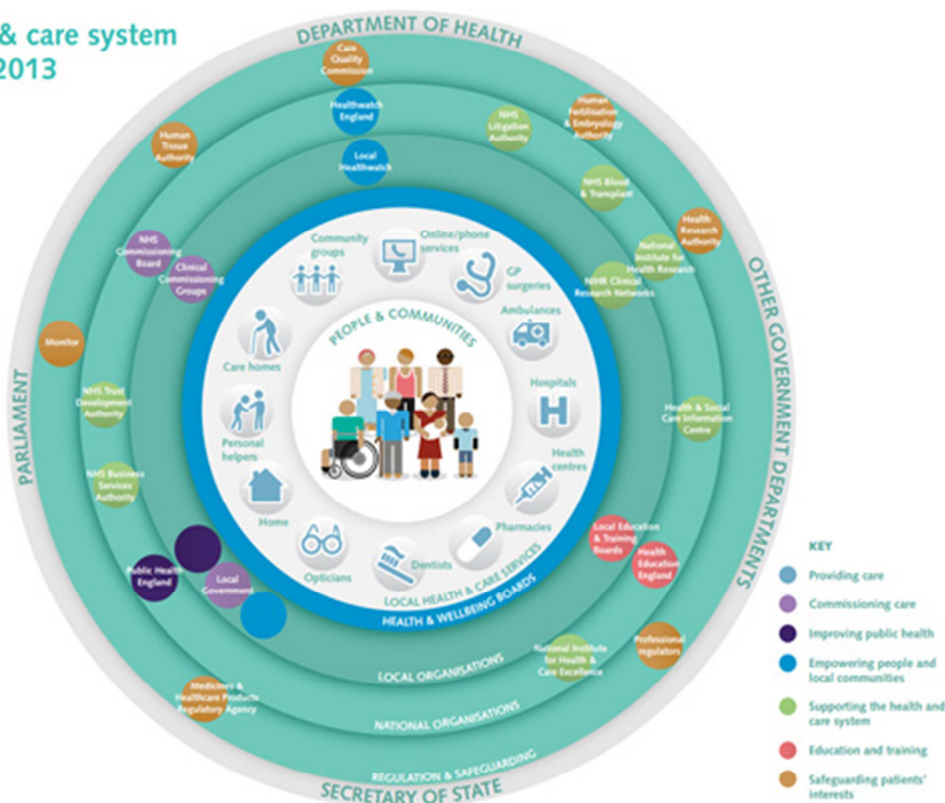 & care system
2013
DEPARTMENT OF HEALTH
Care
Quality
Commission
Healthwatch
England
Local
Healthwatch
Human
Tissue
Authority
NHS
Litigation
Authority
Human
Fertilisation
& Embryology
Authority
NHS Blood
& Transplant
Health
Research
Authority
National
Institute for
Health Research
NIHR Clinical
Research Networks
NHS
Commissioning
Board
Clinical
Commissioning
Groups
Monitor
NHS Trust
Development
Authority
NHS Business
Services
Authority
PARLIAMENT
OTHER GOVERNMENT DEPARTMENTS
Community
groups
Online/phone
services
GP
surgeries
Ambulances
Hospitals
Health
centres
Pharmacies
Dentists
Opticians
Home
Personal
helpers
Care homes
PEOPLE & COMMUNITIES
LOCAL HEALTH & CARE SERVICES
HEALTH & WELLBEING BOARDS
Health & Social
Care Information
Centre
Local Education
& Training
Boards
Health
Education
England
Public Health
England
Local
Government
National Institute
for Health &
Care Excellence
Professional
regulators
Medicines &
Healthcare Products
Regulatory Agency
LOCAL ORGANISATIONS
NATIONAL ORGANISATIONS
REGULATION & SAFEGUARDING
SECRETARY OF STATE
KEY
Providing care
Commissioning care
Improving public health
Empowering people and
local communities
Supporting the health and
care system
Education and training
Safeguarding patients'
interests